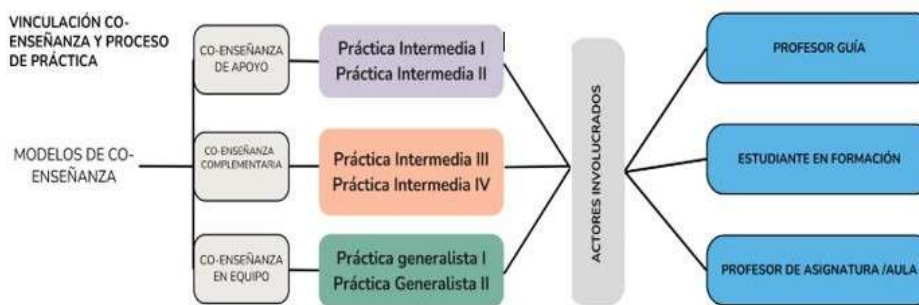 VINCULACIÓN CO-
ENSEÑANZA Y PROCESO
DE PRÁCTICA
MODELOS DE CO-
ENSEÑANZA
CO-ENSEÑANZA
DE APOYO
CO-ENSEÑANZA
COMPLEMENTARIA
CO-ENSEÑANZA
EN EQUIPO
Práctica Intermedia I
Práctica Intermedia II
Práctica Intermedia III
Práctica Intermedia IV
Práctica generalista I
Práctica Generalista II
ACTORES INVOLUCRADOS
PROFESOR GUÍA
ESTUDIANTE EN FORMACIÓN
PROFESOR DE ASIGNATURA /AULA